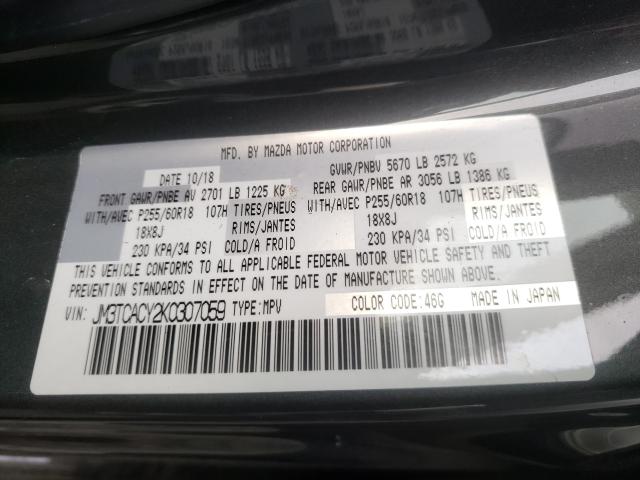 MFD. BY MAZDA MOTOR CORPORATION
DATE 10/18 GVWR/PNBV 5670 LB 2572 KG
FRONT GAWR/PNBE AV 2701 LB 1225 KG REAR GAWR/PNBE AR 3056 LB 1386 KG
WITH/AVEC P255/60R18 107H TIRES/PNEUS WITH/AVEC P255/60R18 107H TIRES/PNEUS
18X8J RIMS/JANTES 18X8J RIMS/JANTES
230 KPA/34 PSI COLD/A FROID 230 KPA/34 PSI COLD/A FROID
THIS VEHICLE CONFORMS TO ALL APPLICABLE FEDERAL MOTOR VEHICLE SAFETY AND THEFT
PREVENTION STANDARDS IN EFFECT ON THE DATE OF MANUFACTURE SHOWN ABOVE.
VIN: JM3TCACY2K0307059 TYPE:MPV COLOR CODE:46G MADE IN JAPAN